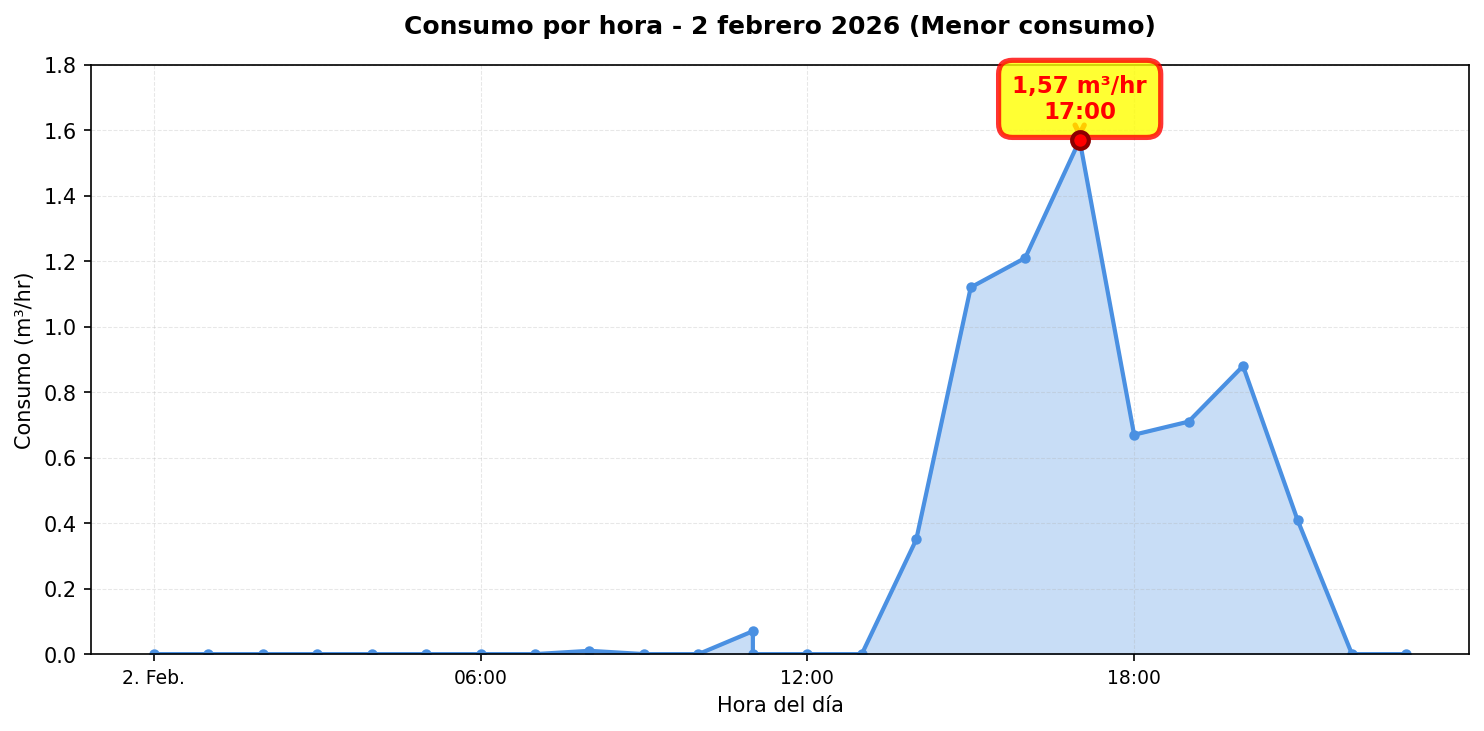 Consumo por hora - 2 febrero 2026 (Menor consumo)
1,57 m³/hr
17:00
Consumo (m³/hr)
1.8
1.6
1.4
1.2
1.0
0.8
0.6
0.4
0.2
0.0
2. Feb.
06:00
12:00
18:00
Hora del día